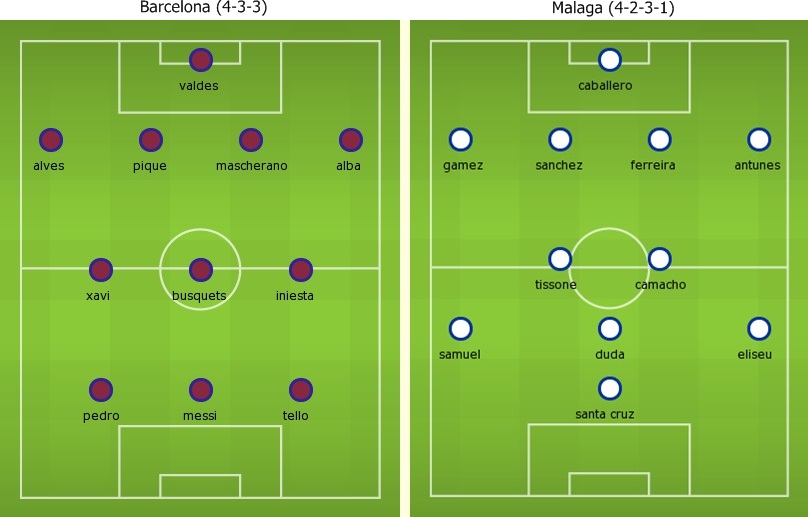 Barcelona (4-3-3)
valdes
alves pique mascherano alba
xavi busquets iniesta
pedro messi tello
Malaga (4-2-3-1)
caballero
gamez sanchez ferreira antunes
tissone camacho
samuel duda eliseu
santa cruz